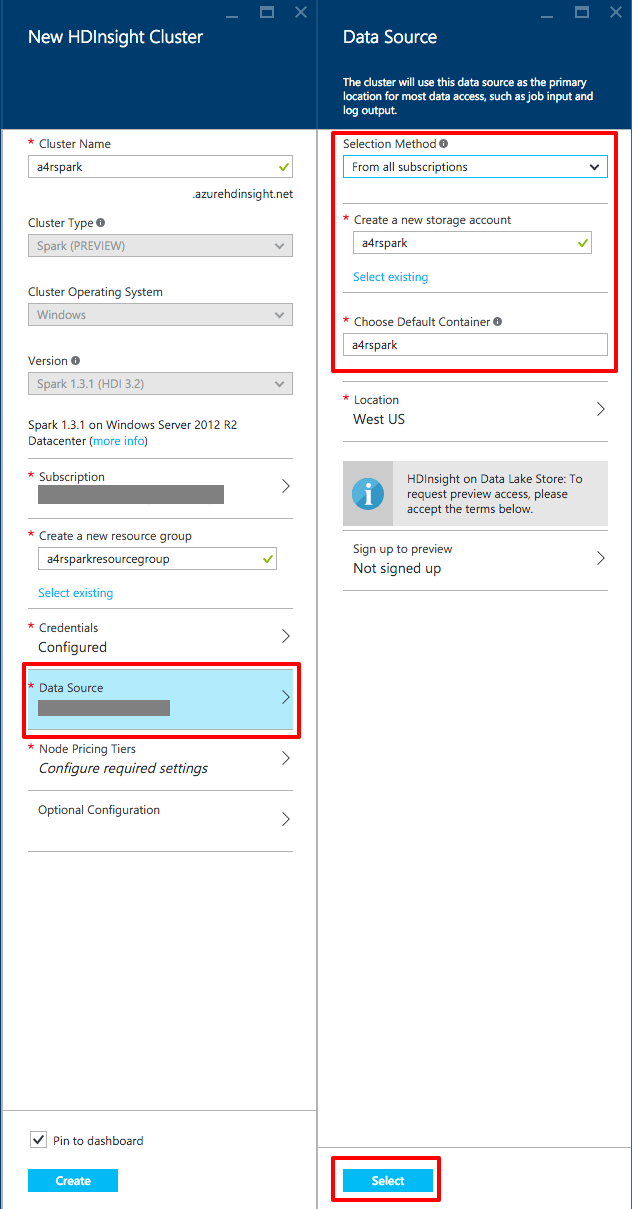 New HDInsight Cluster
* Cluster Name
a4rspark
.azurehdinsight.net
Cluster Type
Spark (PREVIEW)
Cluster Operating System
Windows
Version
Spark 1.3.1 (HDI 3.2)
Spark 1.3.1 on Windows Server 2012 R2
Datacenter (more info)
* Subscription
* Create a new resource group
a4rsparkresourcegroup
Select existing
* Credentials
Configured
* Data Source
* Node Pricing Tiers
Configure required settings
Optional Configuration
Pin to dashboard
Create
Data Source
The cluster will use this data source as the primary
location for most data access, such as job input and
log output.
Selection Method
From all subscriptions
* Create a new storage account
a4rspark
Select existing
* Choose Default Container
a4rspark
* Location
West US
HDInsight on Data Lake Store: To
request preview access, please
accept the terms below.
Sign up to preview
Not signed up
Select